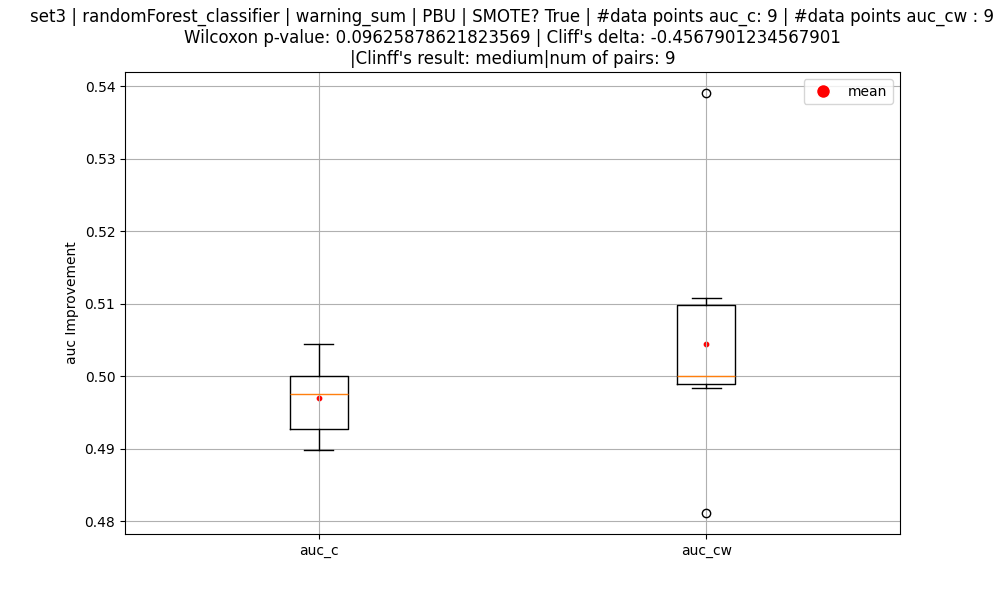 set3 | randomForest_classifier | warning_sum | PBU | SMOTE? True | #data points auc_c: 9 | #data points auc_cw : 9
Wilcoxon p-value: 0.09625878621823569 | Cliff's delta: -0.4567901234567901
|Clinff's result: medium|num of pairs: 9
mean
auc Improvement
0.54
0.53
0.52
0.51
0.50
0.49
0.48
auc_c
auc_cw